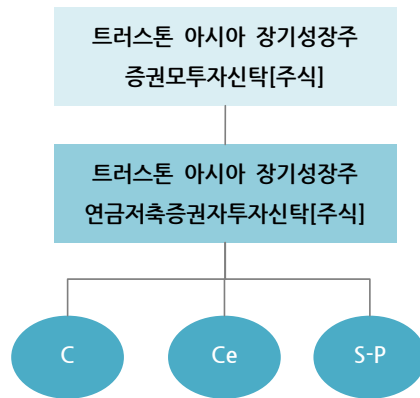 트러스톤 아시아 장기성장주
증권모투자신탁[주식]
트러스톤 아시아 장기성장주
연금저축증권자투자신탁[주식]
C
Ce
S-P